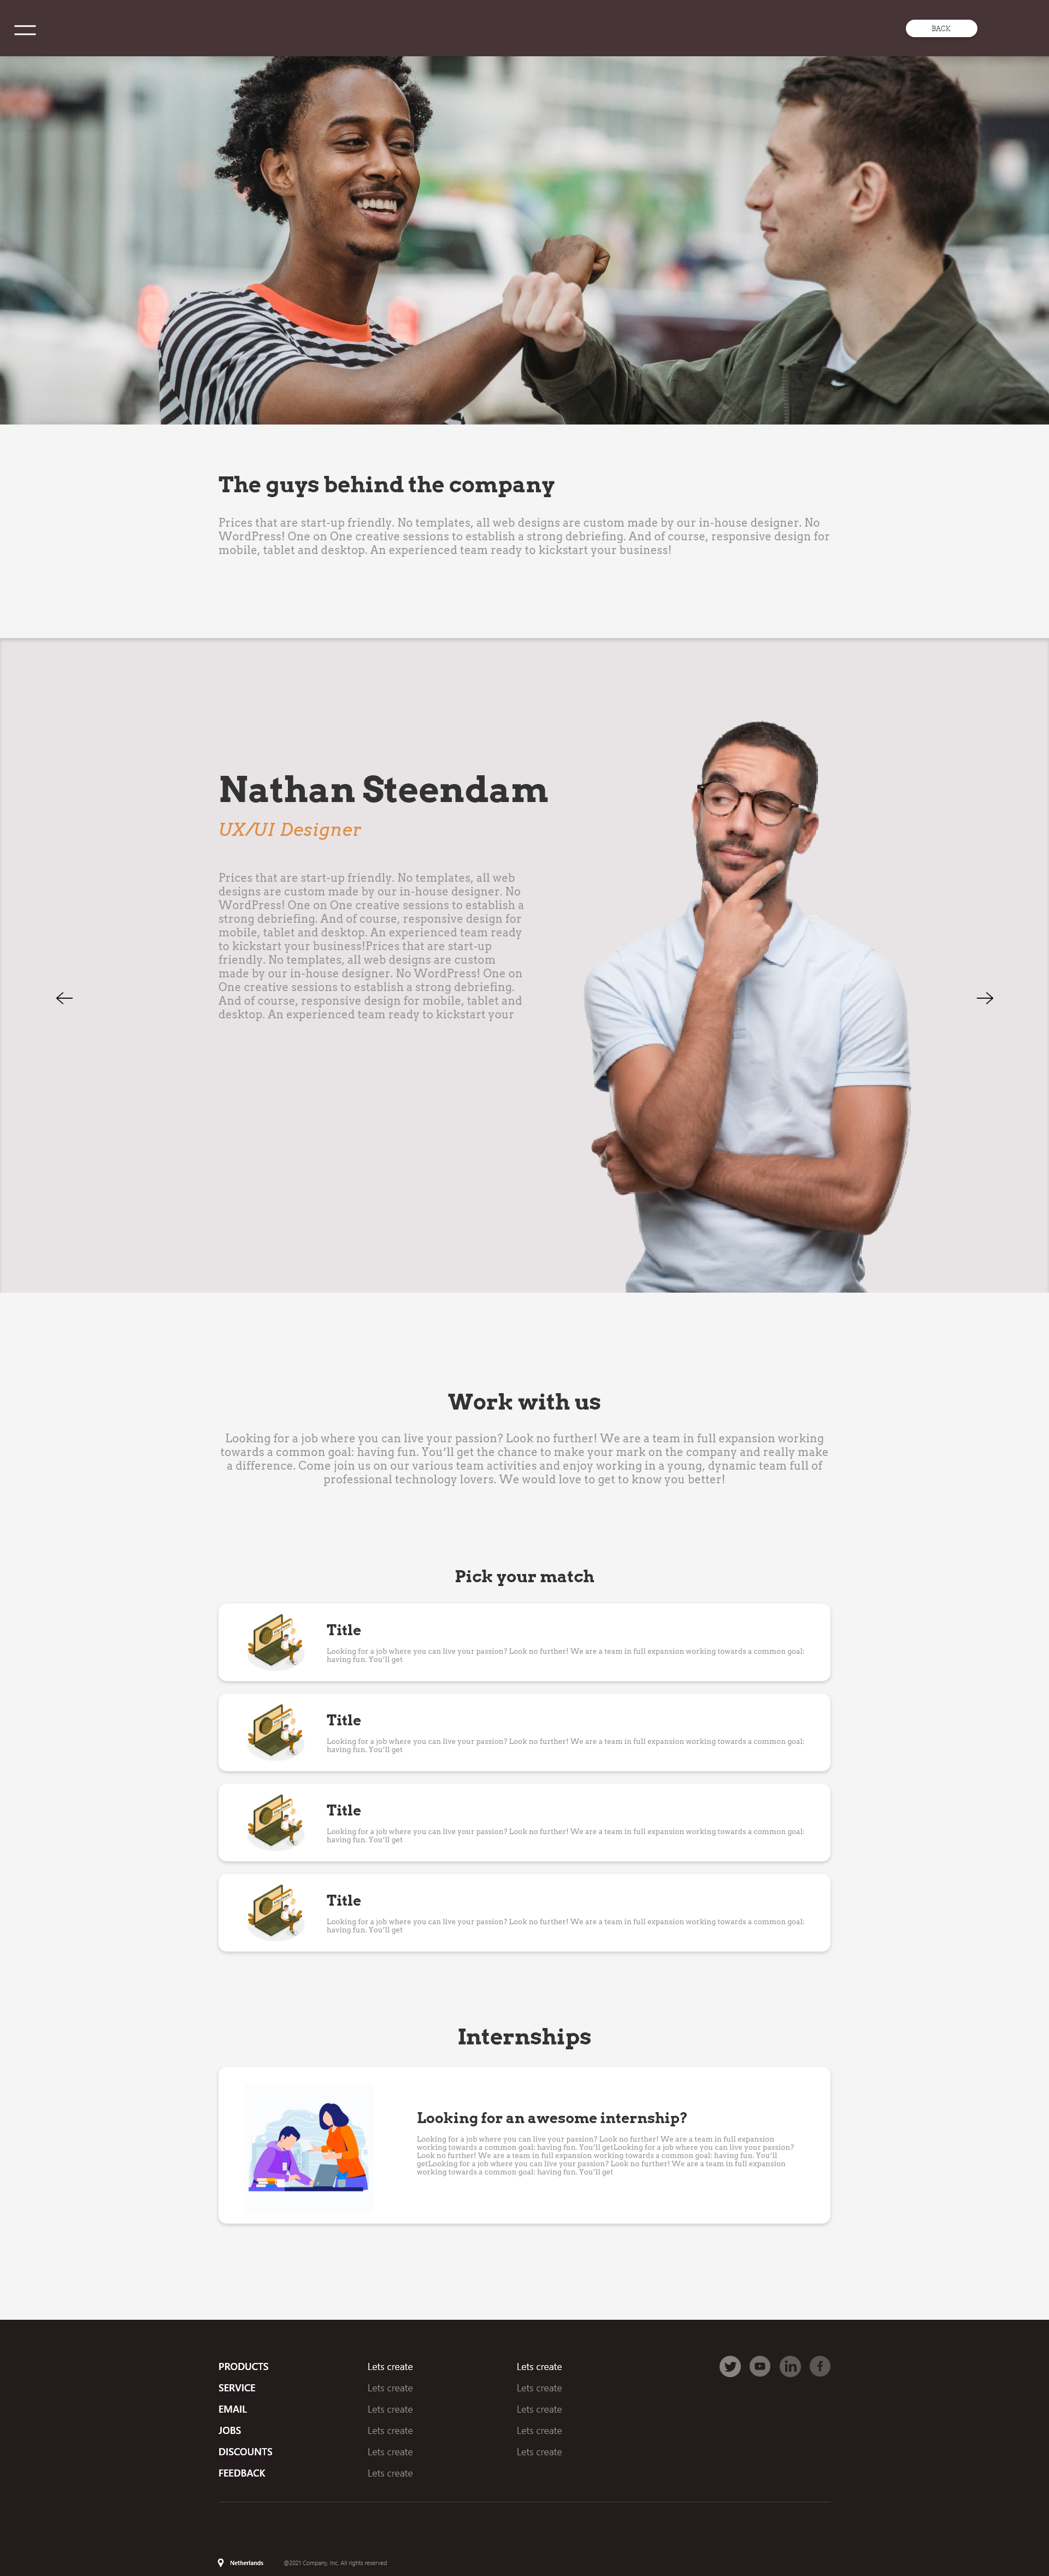 BACK
The guys behind the company
Prices that are start-up friendly. No templates, all web designs are custom made by our in-house designer. No
WordPress! One on One creative sessions to establish a strong debriefing. And of course, responsive design for
mobile, tablet and desktop. An experienced team ready to kickstart your business!
Nathan Steendam
UX/UI Designer
Prices that are start-up friendly. No templates, all web
designs are custom made by our in-house designer. No
WordPress! One on One creative sessions to establish a
strong debriefing. And of course, responsive design for
mobile, tablet and desktop. An experienced team ready
to kickstart your business!Prices that are start-up
friendly. No templates, all web designs are custom
made by our in-house designer. No WordPress! One on
One creative sessions to establish a strong debriefing.
And of course, responsive design for mobile, tablet and
desktop. An experienced team ready to kickstart your
Work with us
Looking for a job where you can live your passion? Look no further! We are a team in full expansion working
towards a common goal: having fun. You'll get the chance to make your mark on the company and really make
a difference. Come join us on our various team activities and enjoy working in a young, dynamic team full of
professional technology lovers. We would love to get to know you better!
Pick your match
Title
Looking for a job where you can live your passion? Look no further! We are a team in full expansion working towards a common goal:
having fun. You'll get
Title
Looking for a job where you can live your passion? Look no further! We are a team in full expansion working towards a common goal:
having fun. You'll get
Title
Looking for a job where you can live your passion? Look no further! We are a team in full expansion working towards a common goal:
having fun. You'll get
Title
Looking for a job where you can live your passion? Look no further! We are a team in full expansion working towards a common goal:
having fun. You'll get
Internships
Looking for an awesome internship?
Looking for a job where you can live your passion? Look no further! We are a team in full expansion
working towards a common goal: having fun. You'll getLooking for a job where you can live your passion?
Look no further! We are a team in full expansion working towards a common goal: having fun. You'll
getLooking for a job where you can live your passion? Look no further! We are a team in full expansion
working towards a common goal: having fun. You'll get
PRODUCTS
SERVICE
EMAIL
JOBS
DISCOUNTS
FEEDBACK
Lets create
Lets create
Lets create
Lets create
Lets create
Lets create
Lets create
Lets create
Lets create
Lets create
Lets create
Netherlands
@2021 Company, Inc. All rights reserved